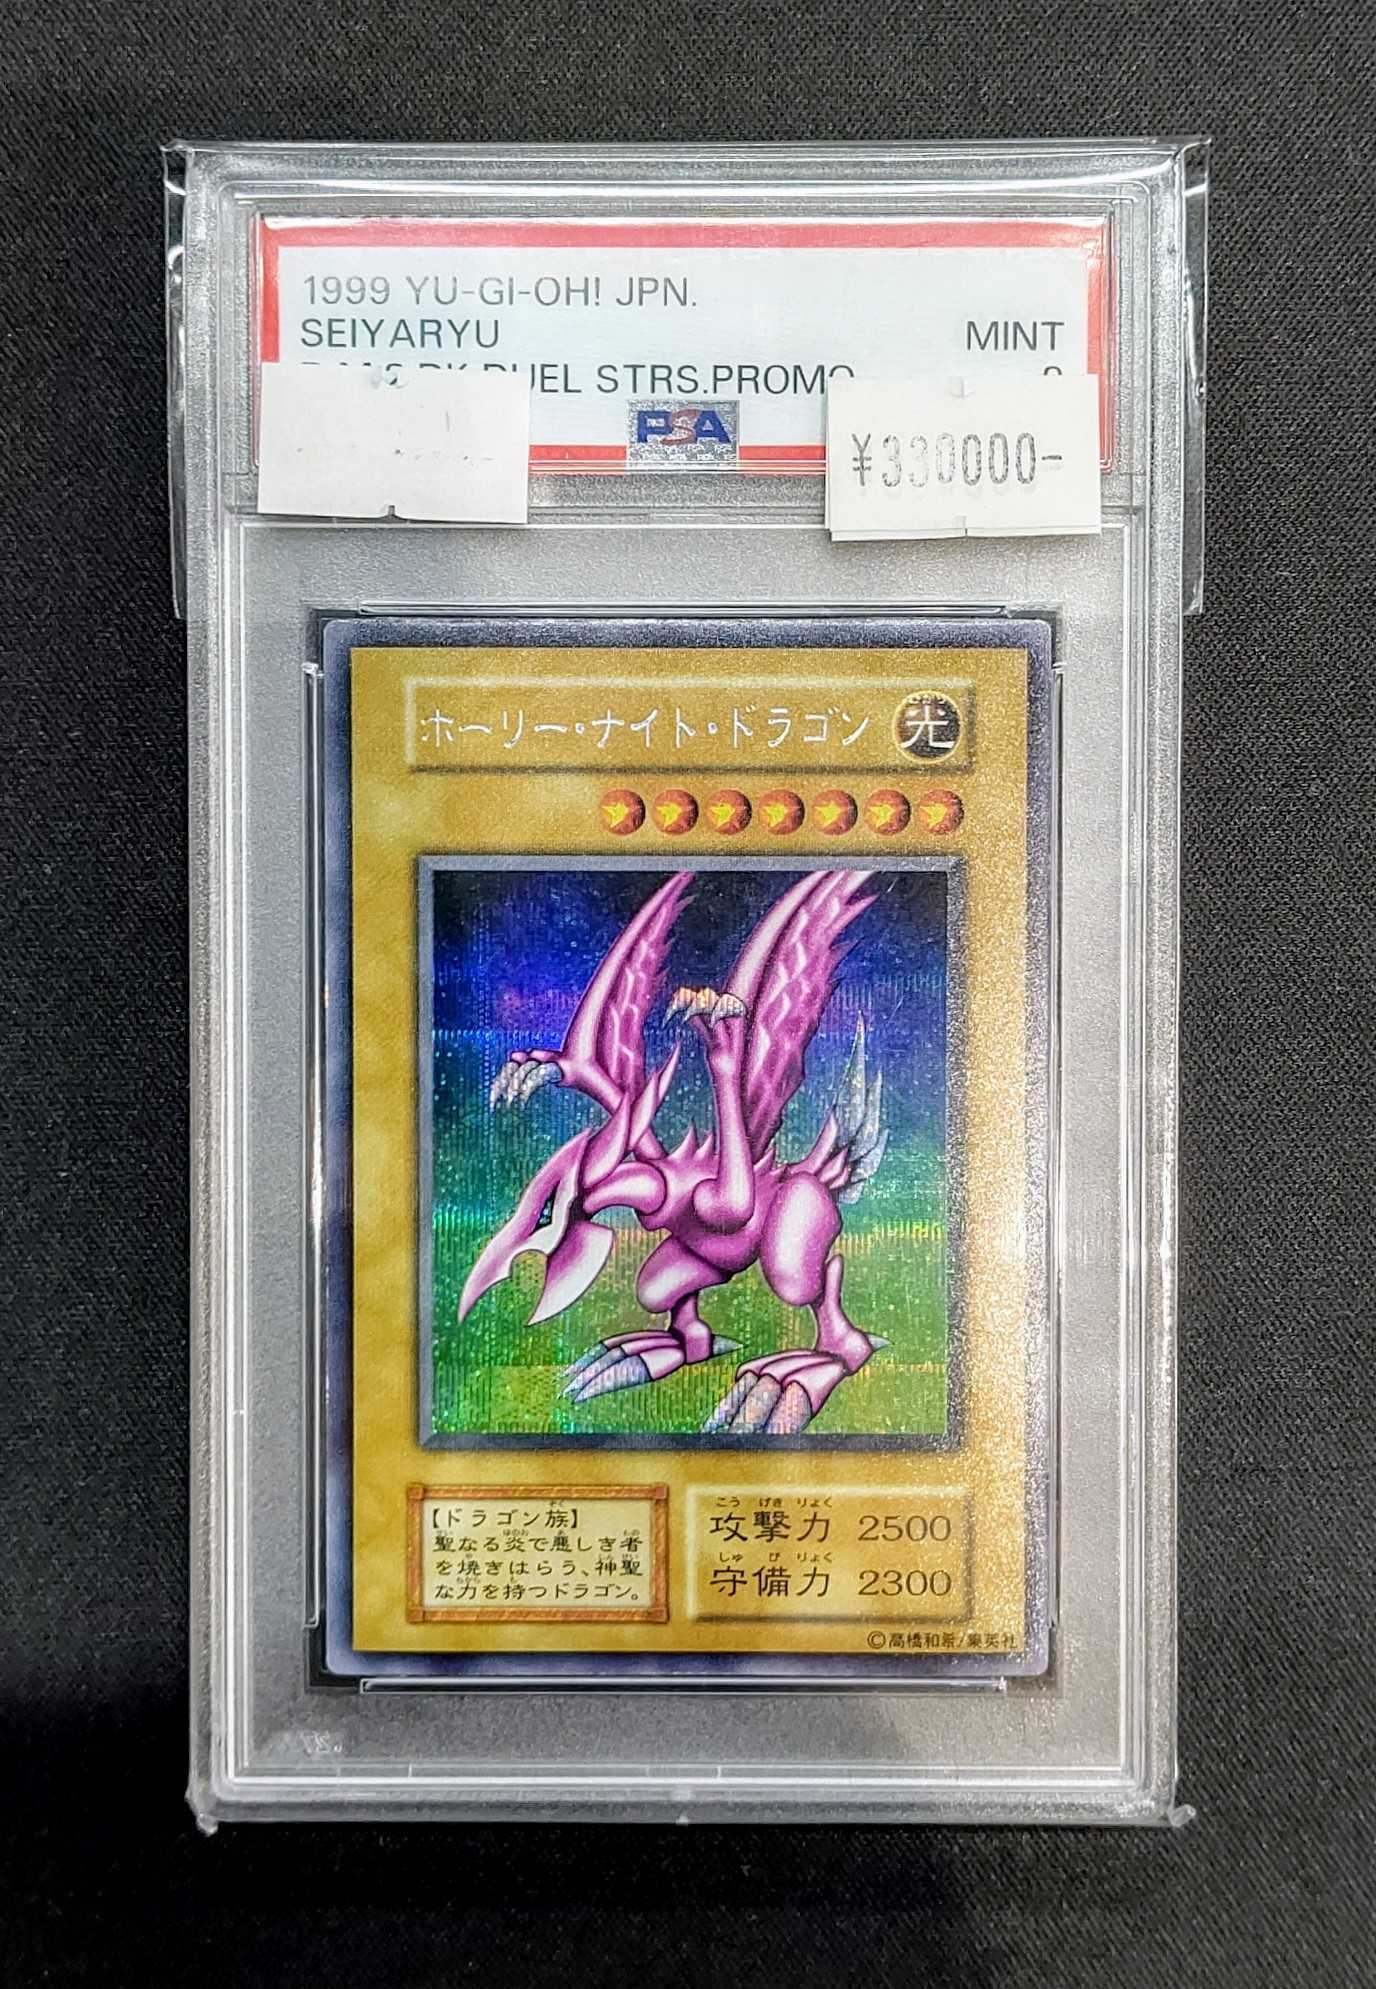 1999 YU-GI-OH! JPN.
SEIYARYU MINT
DUEL STRS.PROMO
PSA
¥330000-
ホーリー・ナイト・ドラゴン 光
【ドラゴン族】
聖なる炎で悪しき者
を焼きはらう、神聖
な力を持つドラゴン。
攻撃力 2500
守備力 2300
©高橋和希/集英社